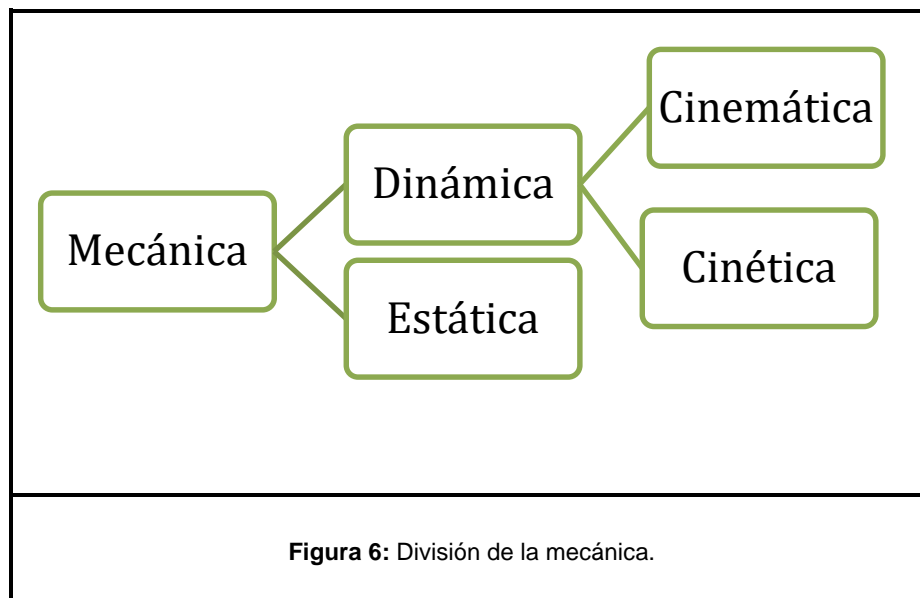 Mecánica
Dinámica
Estática
Cinemática
Cinética
Figura 6: División de la mecánica.